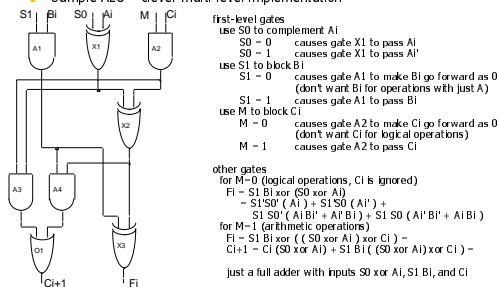 S1 Bi S0 Ai M Ci
A1
X1
A2
X2
A3
A4
O1
X3
Ci+1
Fi
first-level gates
use S0 to complement Ai
S0 = 0 causes gate X1 to pass Ai
S0 = 1 causes gate X1 to pass Ai'
use S1 to block Bi
S1 = 0 causes gate A1 to make Bi go forward as 0
(don't want Bi for operations with just A)
S1 = 1 causes gate A1 to pass Bi
use M to block Ci
M = 0 causes gate A2 to make Ci go forward as 0
(don't want Ci for logical operations)
M = 1 causes gate A2 to pass Ci
other gates
for M=0 (logical operations, Ci is ignored)
Fi = S1 Bi xor (S0 xor Ai)
= S1'S0' ( Ai ) + S1'S0 ( Ai' ) +
S1 S0' ( Ai Bi' + Ai' Bi ) + S1 S0 ( Ai' Bi' + Ai Bi )
for M=1 (arithmetic operations)
Fi = S1 Bi xor ( ( S0 xor Ai ) xor Ci ) =
Ci+1 = Ci (S0 xor Ai) + S1 Bi ( (S0 xor Ai) xor Ci ) =
just a full adder with inputs S0 xor Ai, S1 Bi, and Ci